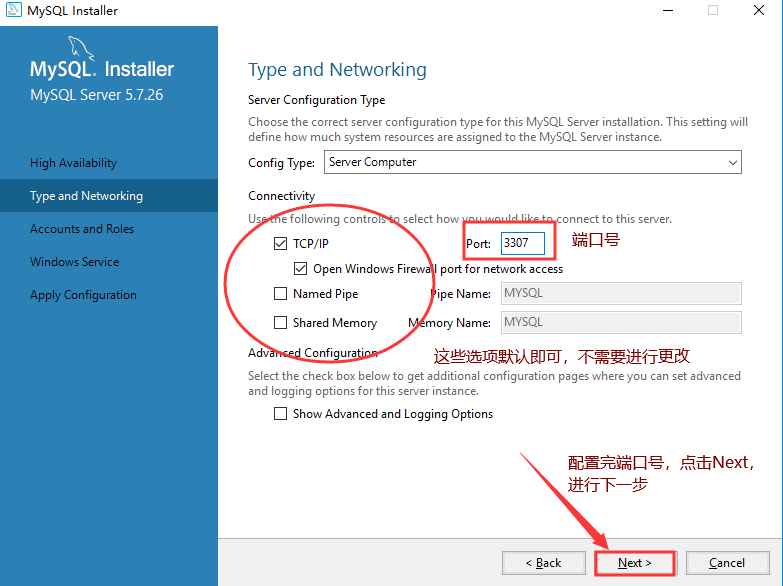 MySQL Installer
MySQL. Installer
MySQL Server 5.7.26
High Availability
Type and Networking
Accounts and Roles
Windows Service
Apply Configuration
Type and Networking
Server Configuration Type
Choose the correct server configuration type for this MySQL Server installation. This setting will
define how much system resources are assigned to the MySQL Server instance.
Config Type: Server Computer
Connectivity
Use the following controls to select how you would like to connect to this server.
TCP/IP Port: 3307 端口号
Open Windows Firewall port for network access
Named Pipe Pipe Name: MYSQL
Shared Memory Memory Name: MYSQL
Advanced Configuration
这些选项默认即可，不需要进行更改
Select the check box below to get additional configuration pages where you can set advanced
and logging options for this server instance.
Show Advanced and Logging Options
配置完端口号，点击Next，
进行下一步
< Back Next > Cancel